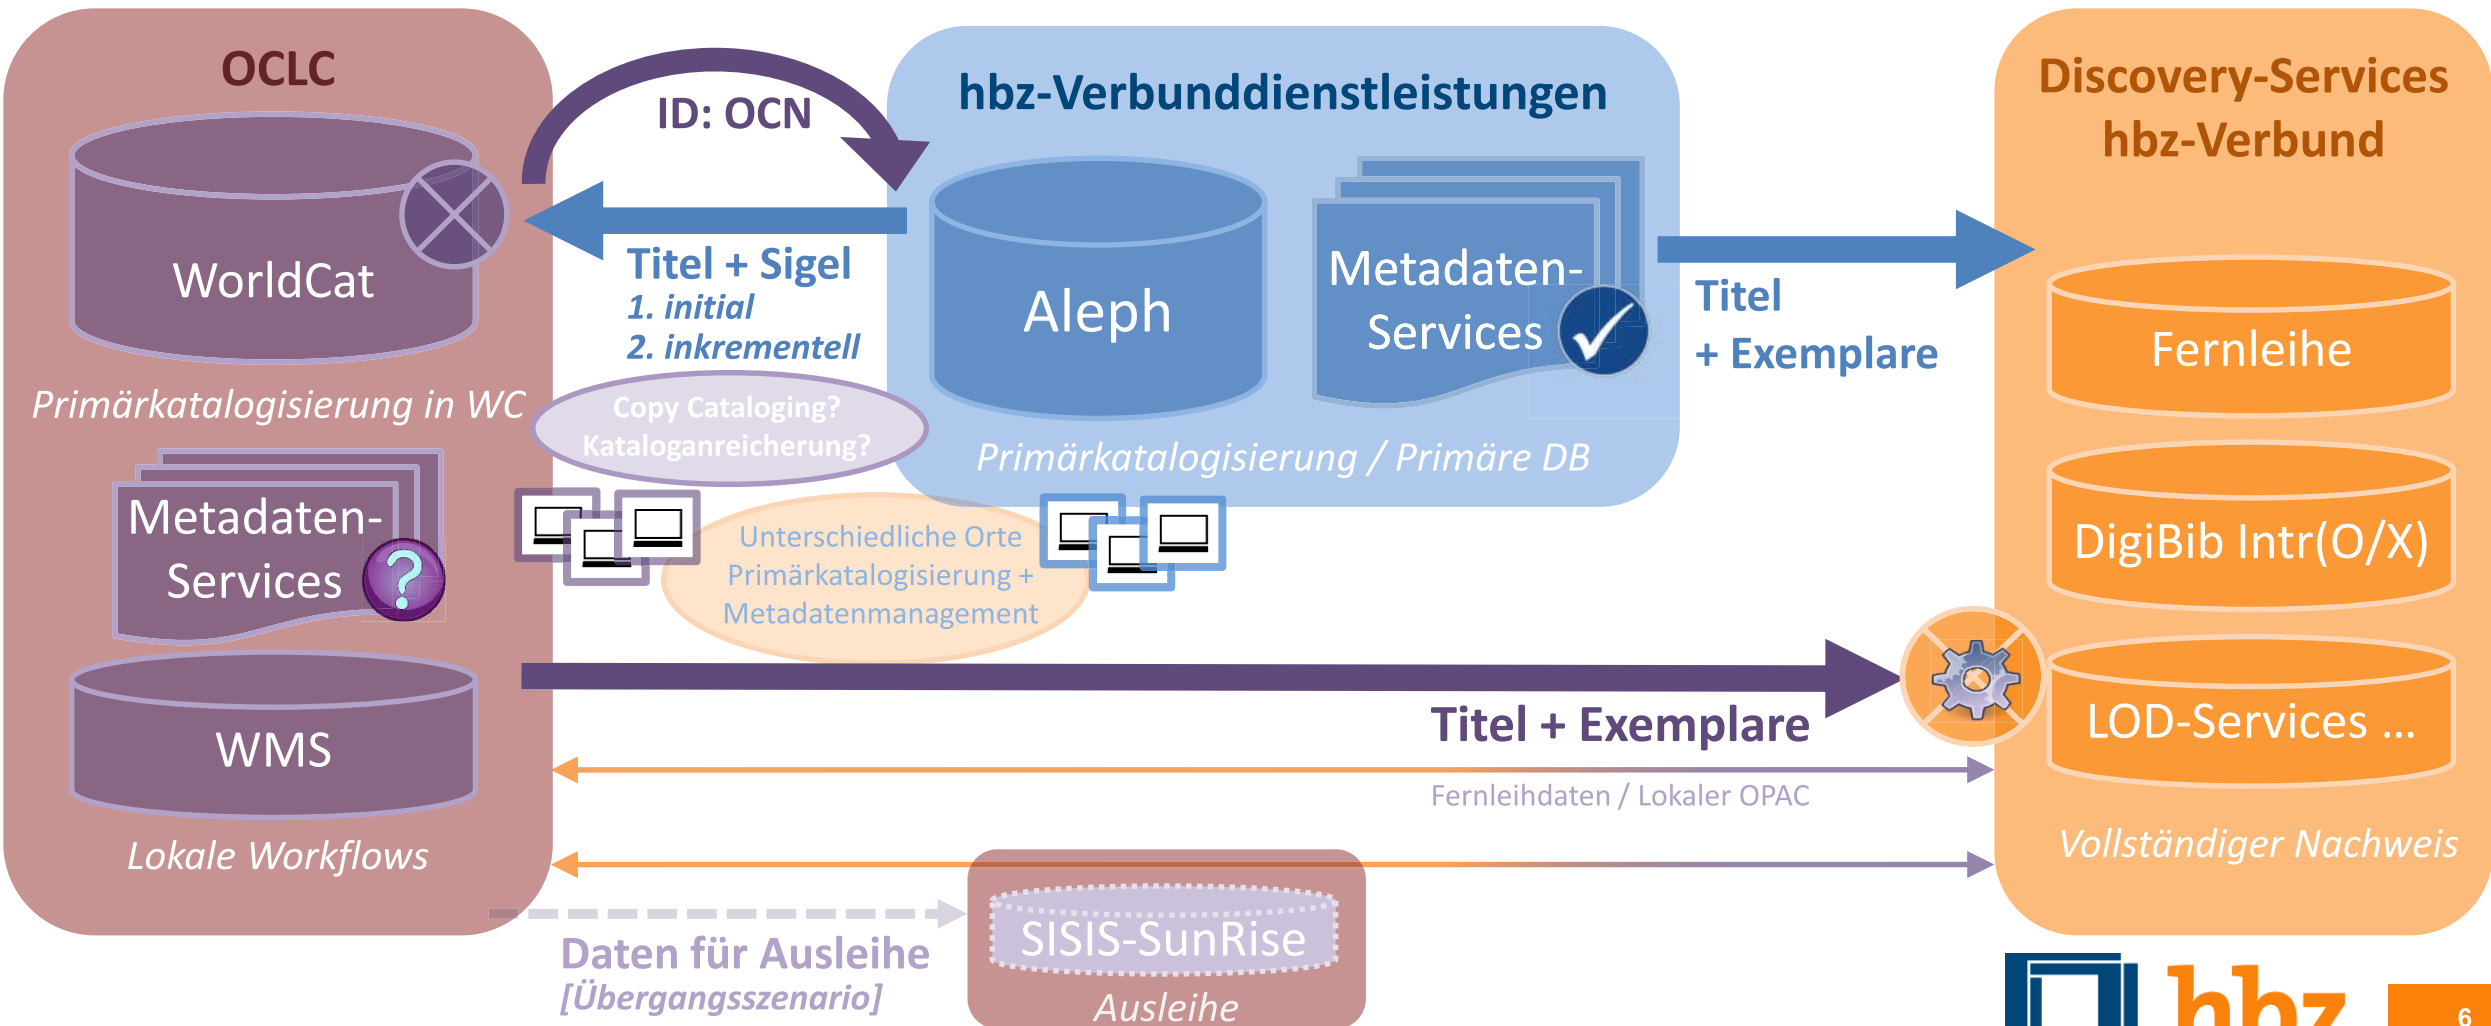 OCLC
WorldCat
Primärkatalogisierung in WC
Metadaten-
Services
?
WMS
Lokale Workflows
ID: OCN
Titel + Sigel
1. initial
2. inkrementell
Copy Cataloging?
Kataloganreicherung?
Unterschiedliche Orte
Primärkatalogisierung +
Metadatenmanagement
hbz-Verbunddienstleistungen
Aleph
Metadaten-
Services
Primärkatalogisierung / Primäre DB
Titel
+ Exemplare
Discovery-Services
hbz-Verbund
Fernleihe
DigiBib Intr(O/X)
LOD-Services ...
Vollständiger Nachweis
Titel + Exemplare
Fernleihdaten / Lokaler OPAC
Daten für Ausleihe
[Übergangsszenario]
SISIS-SunRise
Ausleihe
hbz
6